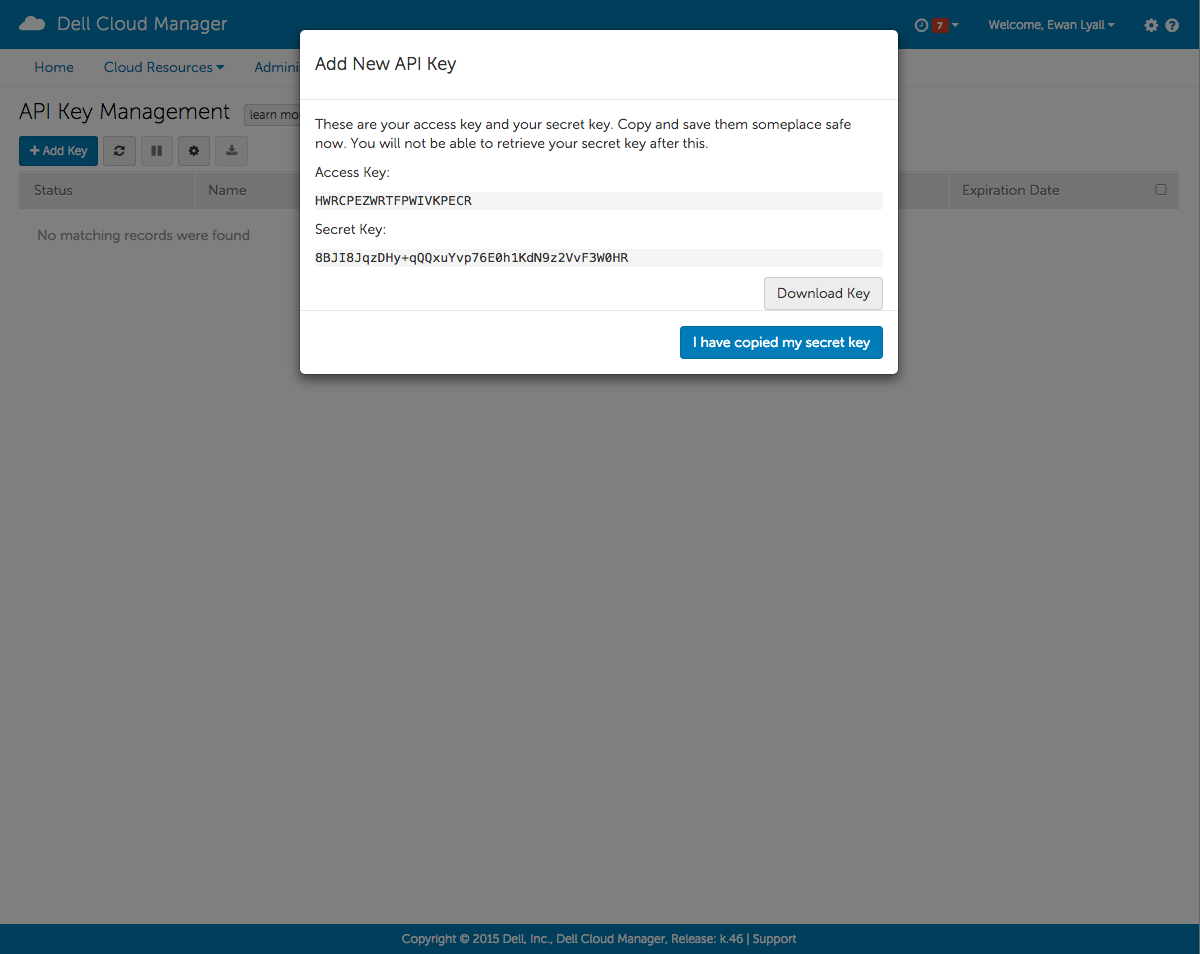 Dell Cloud Manager
7
Welcome, Ewan Lyall
Home
Cloud Resources
Admini
API Key Management
learn mo
Add Key
Status
Name
Expiration Date
No matching records were found
Add New API Key
These are your access key and your secret key. Copy and save them someplace safe
now. You will not be able to retrieve your secret key after this.
Access Key:
HWRCPEZWRTFPWIVKPECR
Secret Key:
8BJI8JqzDHy+qQQxuYvp76E0h1KdN9z2VvF3W0HR
Download Key
I have copied my secret key
Copyright © 2015 Dell, Inc., Dell Cloud Manager, Release: k.46 | Support